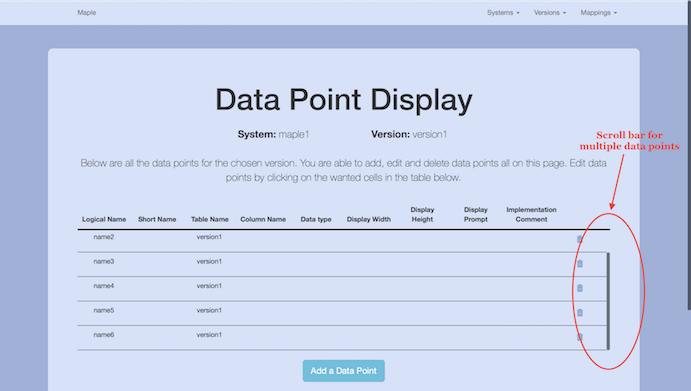 Maple
Systems
Versions
Mappings
Data Point Display
System: maple1
Version: version1
Scroll bar for
multiple data points
Below are all the data points for the chosen version. You are able to add, edit and delete data points all on this page. Edit data
points by clicking on the wanted cells in the table below.
Logical Name
Short Name
Table Name
Column Name
Data type
Display Width
Display
Height
Display
Prompt
Implementation
Comment
name2
version1
name3
version1
name4
version1
name5
version1
name6
version1
Add a Data Point